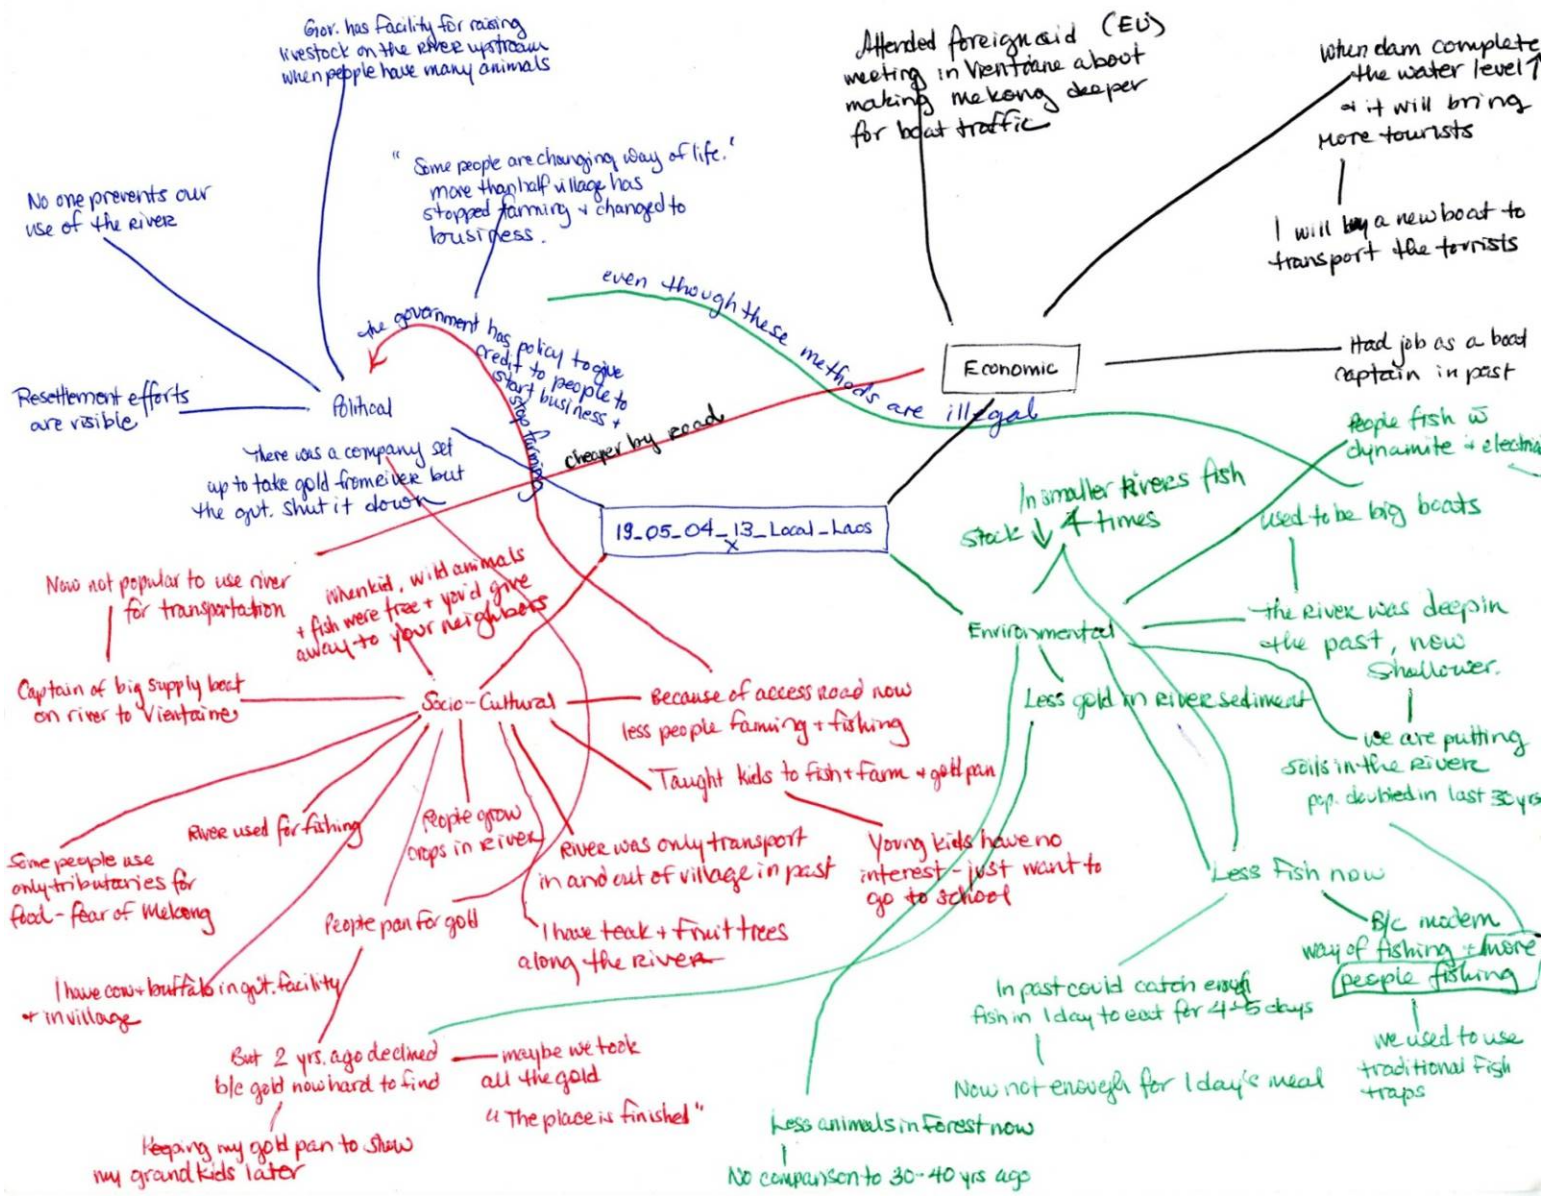 Gov. has facility for raising
livestock on the River upstream
when people have many animals
Attended foreign aid (EU)
meeting in Vientiane about
making mekong deeper
for boat traffic
when dam complete
the water level ↑
it will bring
more tourists
I will buy a new boat to
transport the tourists
"Some people are changing way of life."
more than half village has
stopped farming + changed to
business.
No one prevents our
use of the River
even though these methods are illegal
the government has policy to give
credit to people to
start business +
stop farming
Economic
Had job as a boat
captain in past
Resettlement efforts
are visible
Political
cheaper by road
There was a company set
up to take gold from river but
the gvt. shut it down
19_05_04_13_Local_Laos
x
In smaller Rivers fish
stock ↓ 4 times
People fish w̄
dynamite + electric
used to be big boats
the River was deep in
the past, now
shallower.
we are putting
soils in the River
pop. doubled in last 30 yrs
Environmental
Less gold in River sediment
Now not popular to use river
for transportation
When kid, wild animals
+ fish were free + you'd give
away to your neighbors
Captain of big supply boat
on river to Vientaine
Socio-Cultural
Because of access road now
less people farming + fishing
Taught kids to fish + farm + gold pan
Young kids have no
interest - just want to
go to school
River used for fishing
People grow
crops in River
River was only transport
in and out of village in past
Some people use
only tributaries for
food - fear of Mekong
People pan for gold
I have teak + fruit trees
along the River
Less Fish now
B/c modern
way of fishing + more
people fishing
we used to use
traditional Fish
traps
In past could catch enough
fish in 1 day to eat for 4-5 days
Now not enough for 1 day's meal
I have cow + buffalo in gvt. facility
+ in village
But 2 yrs. ago declined
b/c gold now hard to find
maybe we took
all the gold
"The place is finished"
Keeping my gold pan to show
my grandkids later
Less animals in Forest now
No comparison to 30-40 yrs ago